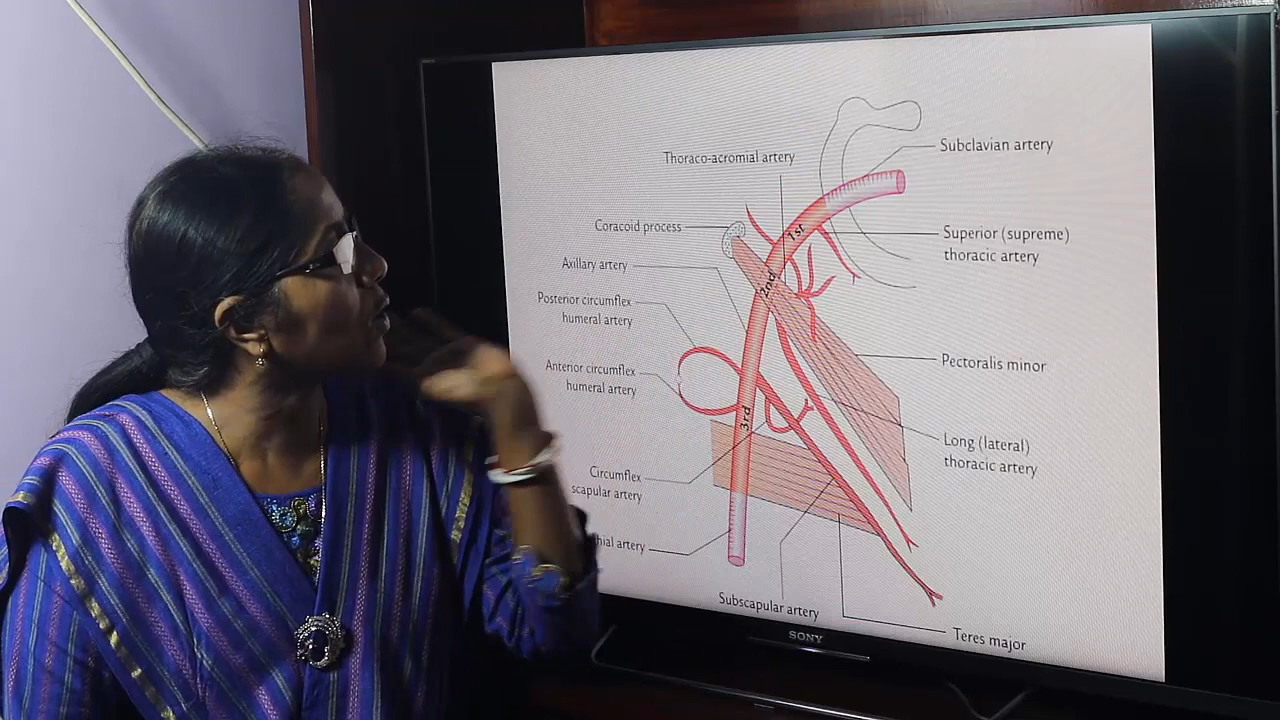 Thoraco-acromial artery
Subclavian artery
Coracoid process
Superior (supreme)
thoracic artery
1st
Axillary artery
2nd
Posterior circumflex
humeral artery
Pectoralis minor
Anterior circumflex
humeral artery
3rd
Long (lateral)
thoracic artery
Circumflex
scapular artery
artery
Subscapular artery
Teres major
SONY